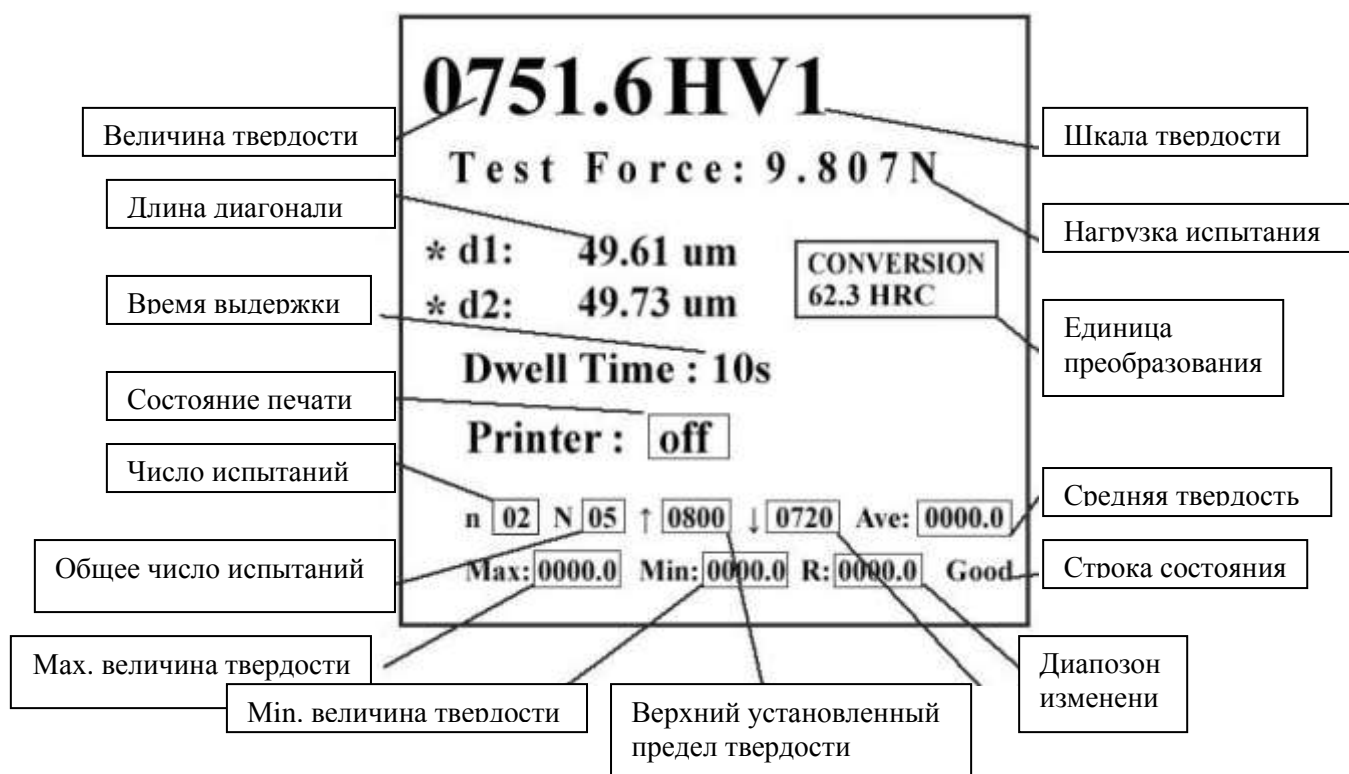 0751.6 HV1
Величина твердости
Шкала твердости
Test Force: 9.807N
Длина диагонали
Нагрузка испытания
* d1: 49.61 um
CONVERSION
62.3 HRC
* d2: 49.73 um
Время выдержки
Единица
преобразования
Dwell Time : 10s
Состояние печати
Printer : off
Число испытаний
Средняя твердость
n 02 N 05 ↑ 0800 ↓ 0720 Ave: 0000.0
Общее число испытаний
Строка состояния
Max: 0000.0 Min: 0000.0 R: 0000.0 Good
Max. величина твердости
Диапозон
изменени
Min. величина твердости
Верхний установленный
предел твердости